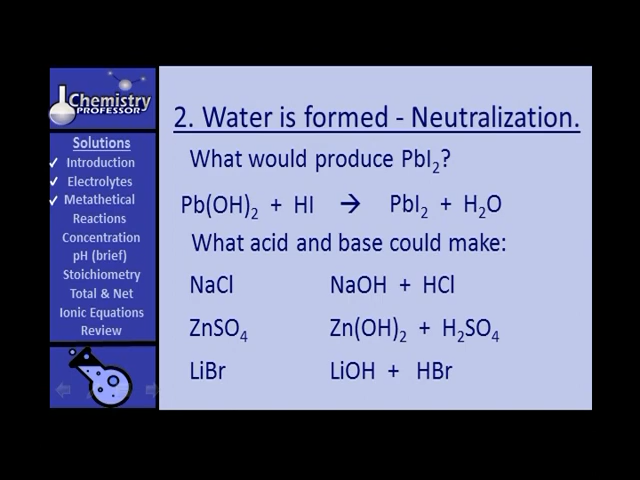 Chemistry
PROFESSOR
Solutions
Introduction
Electrolytes
Metathetical
Reactions
Concentration
pH (brief)
Stoichiometry
Total & Net
Ionic Equations
Review
2. Water is formed - Neutralization.
What would produce PbI₂?
Pb(OH)₂ + HI → PbI₂ + H₂O
What acid and base could make:
NaCl NaOH + HCl
ZnSO₄ Zn(OH)₂ + H₂SO₄
LiBr LiOH + HBr